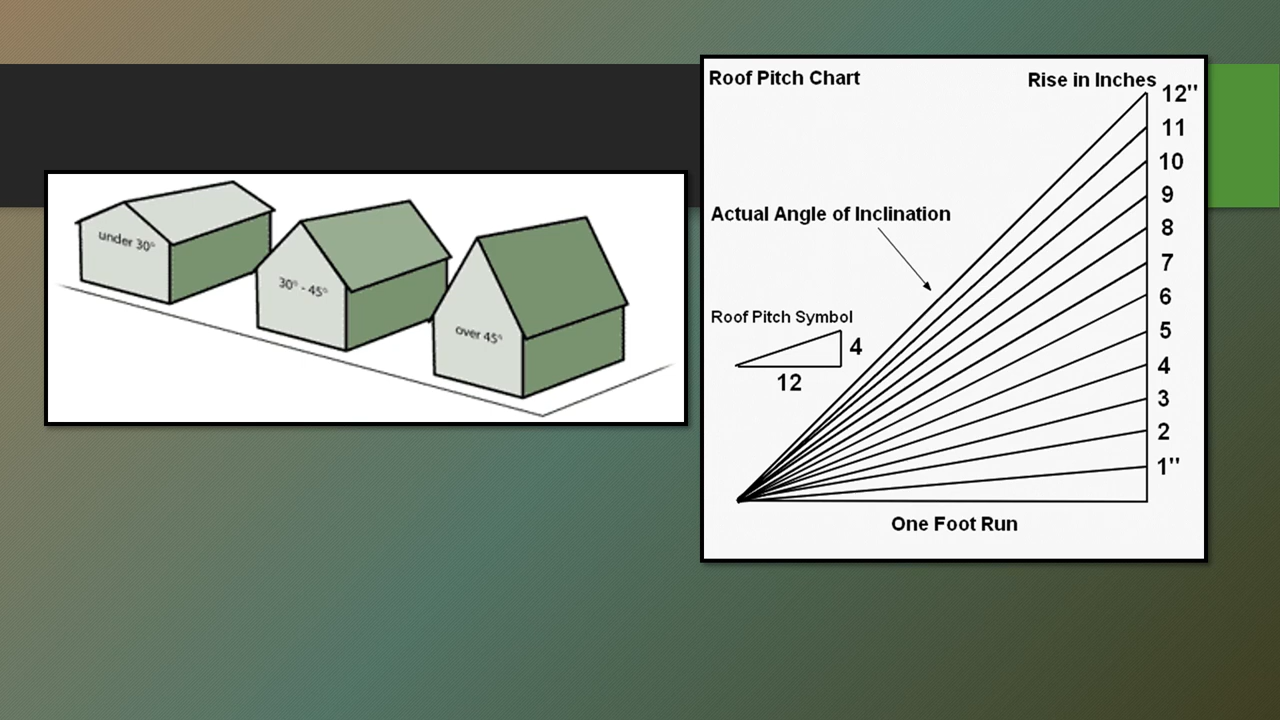 under 30°
30° - 45°
over 45°
Roof Pitch Chart
Rise in Inches
12"
11
10
9
8
7
6
5
4
3
2
1"
Actual Angle of Inclination
Roof Pitch Symbol
4
12
One Foot Run